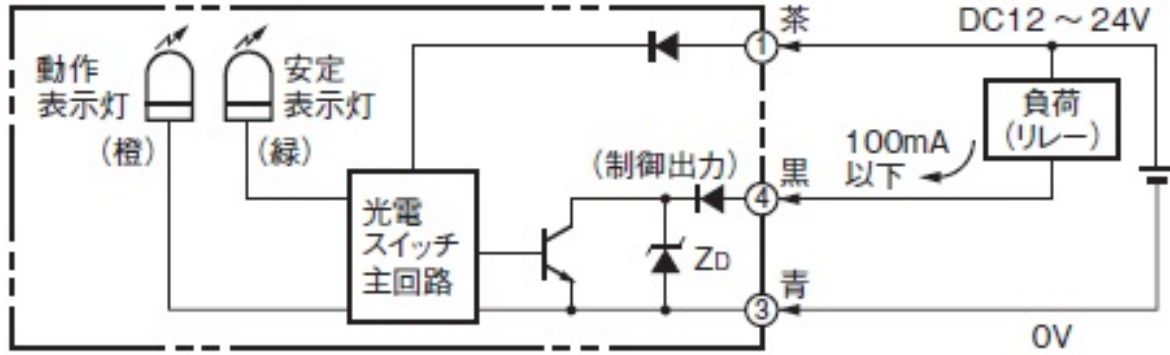 動作
表示灯
(橙)
安定
表示灯
(緑)
光電
スイッチ
主回路
(制御出力)
ZD
1
茶
4
黒
3
青
DC12 ～ 24V
負荷
(リレー)
100mA
以下
0V